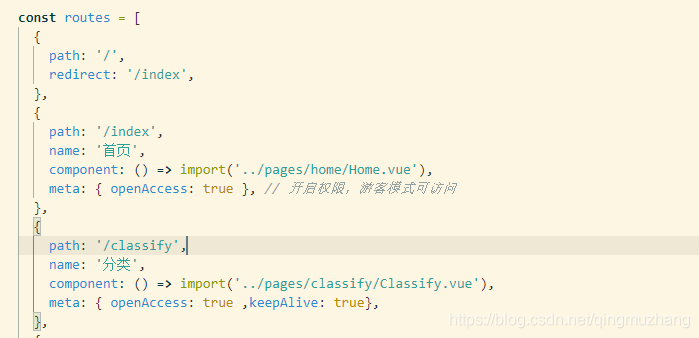 const routes = [
  {
    path: '/',
    redirect: '/index',
  },
  {
    path: '/index',
    name: '首页',
    component: () => import('../pages/home/Home.vue'),
    meta: { openAccess: true }, // 开启权限，游客模式可访问
  },
  {
    path: '/classify',
    name: '分类',
    component: () => import('../pages/classify/Classify.vue'),
    meta: { openAccess: true ,keepAlive: true},
  },
https://blog.csdn.net/qingmuzhang